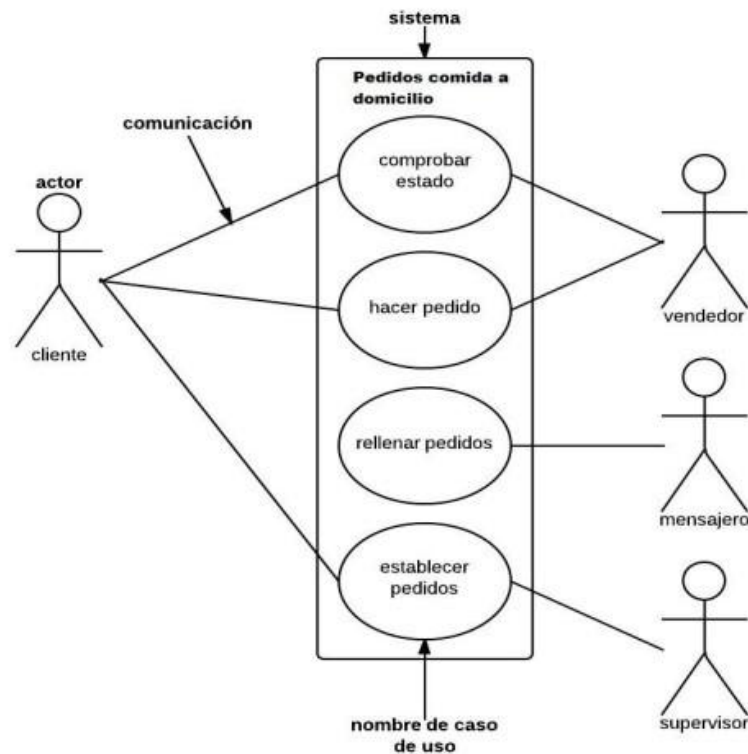 sistema
Pedidos comida a
domicilio
comunicación
comprobar
estado
actor
hacer pedido
vendedor
cliente
rellenar pedidos
mensajero
establecer
pedidos
nombre de caso
de uso
supervisor